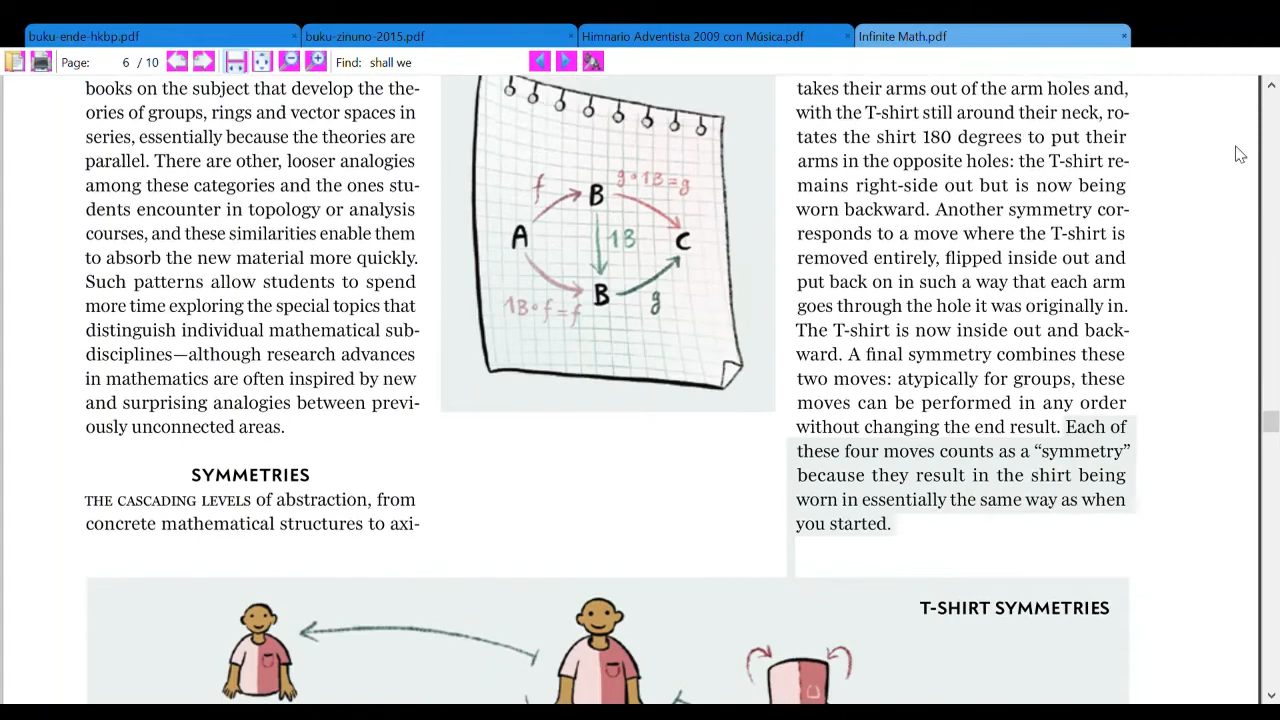 buku-ende-hkbp.pdf
buku-zinuno-2015.pdf
Himnario Adventista 2009 con Música.pdf
Infinite Math.pdf
Page: 6 / 10
Find: shall we
books on the subject that develop the the-
ories of groups, rings and vector spaces in
series, essentially because the theories are
parallel. There are other, looser analogies
among these categories and the ones stu-
dents encounter in topology or analysis
courses, and these similarities enable them
to absorb the new material more quickly.
Such patterns allow students to spend
more time exploring the special topics that
distinguish individual mathematical sub-
disciplines—although research advances
in mathematics are often inspired by new
and surprising analogies between previ-
ously unconnected areas.
SYMMETRIES
THE CASCADING LEVELS of abstraction, from
concrete mathematical structures to axi-
f
B
g∘1B=g
A
1B
C
B
1B∘f=f
g
takes their arms out of the arm holes and,
with the T-shirt still around their neck, ro-
tates the shirt 180 degrees to put their
arms in the opposite holes: the T-shirt re-
mains right-side out but is now being
worn backward. Another symmetry cor-
responds to a move where the T-shirt is
removed entirely, flipped inside out and
put back on in such a way that each arm
goes through the hole it was originally in.
The T-shirt is now inside out and back-
ward. A final symmetry combines these
two moves: atypically for groups, these
moves can be performed in any order
without changing the end result. Each of
these four moves counts as a “symmetry”
because they result in the shirt being
worn in essentially the same way as when
you started.
T-SHIRT SYMMETRIES